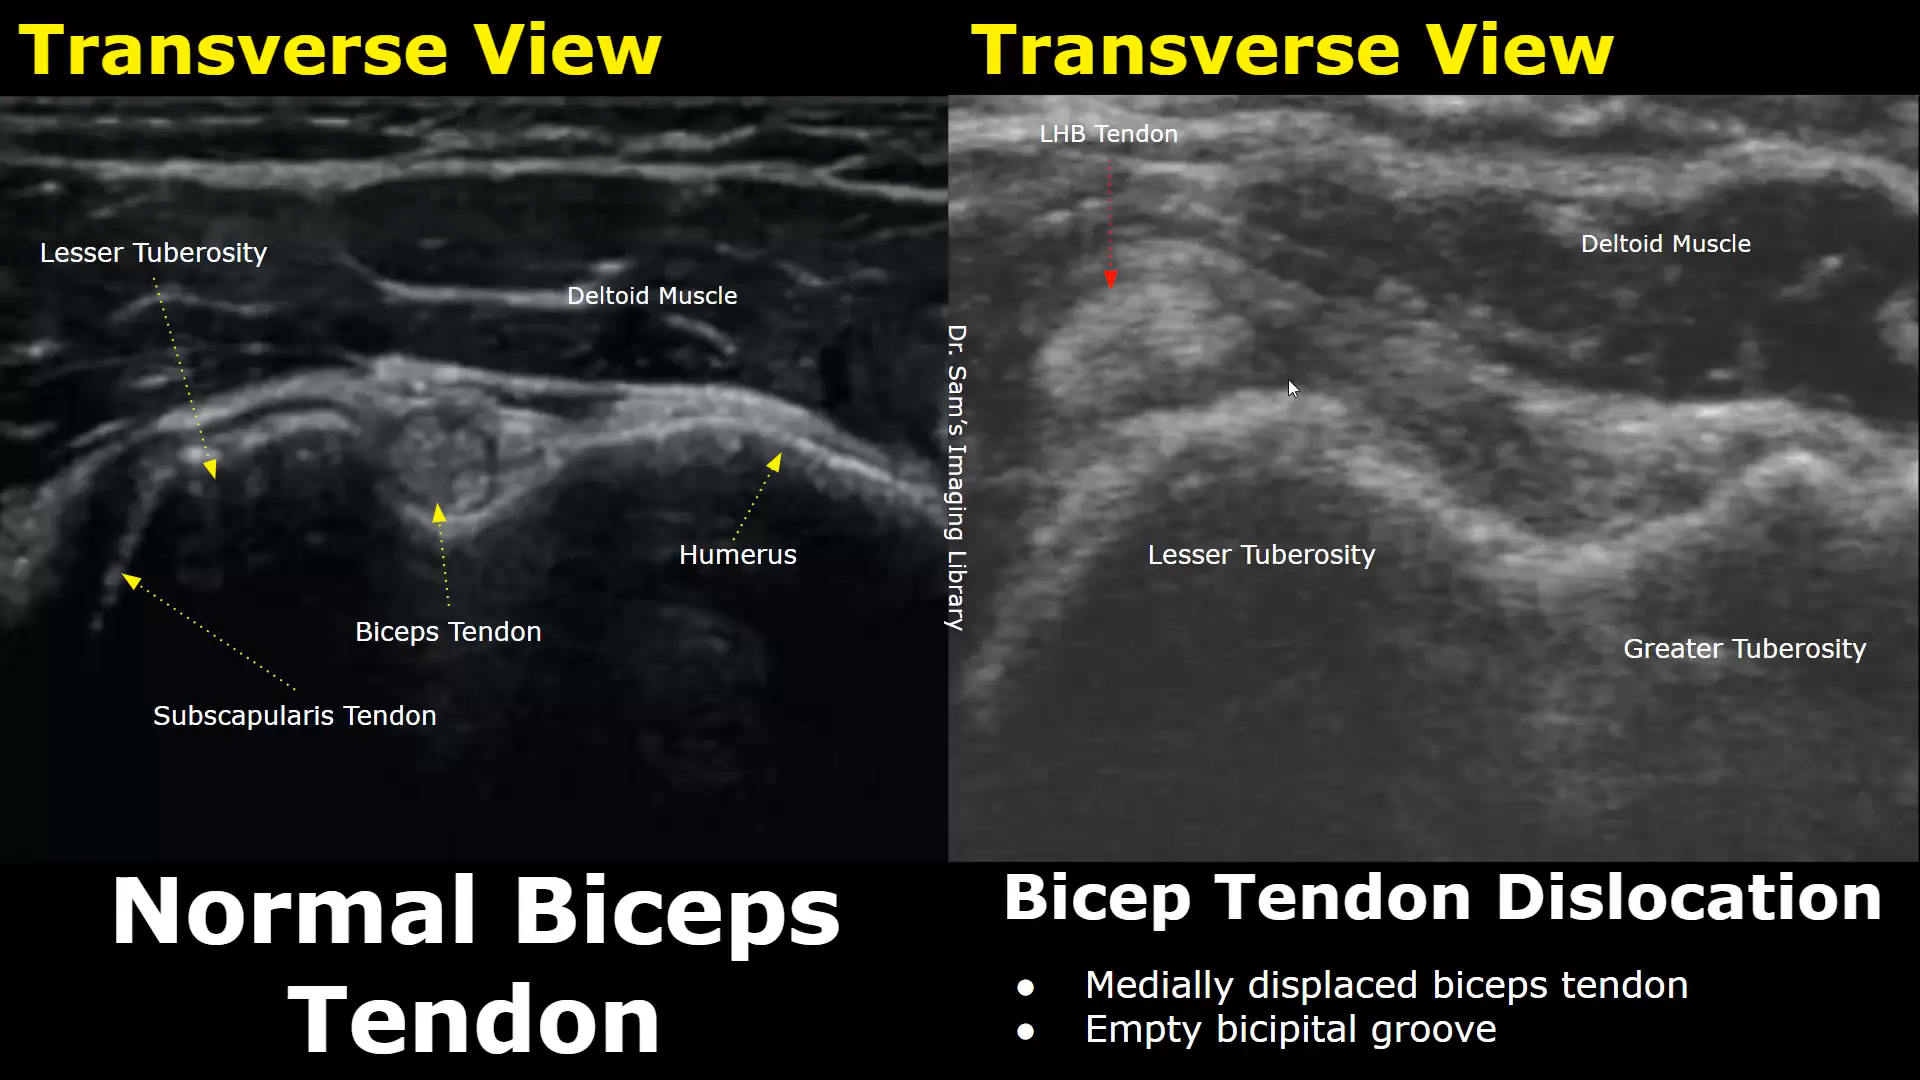 Transverse View
Lesser Tuberosity
Deltoid Muscle
Humerus
Biceps Tendon
Subscapularis Tendon
Normal Biceps
Tendon
Dr. Sam's Imaging Library
Transverse View
LHB Tendon
Deltoid Muscle
Lesser Tuberosity
Greater Tuberosity
Bicep Tendon Dislocation
● Medially displaced biceps tendon
● Empty bicipital groove